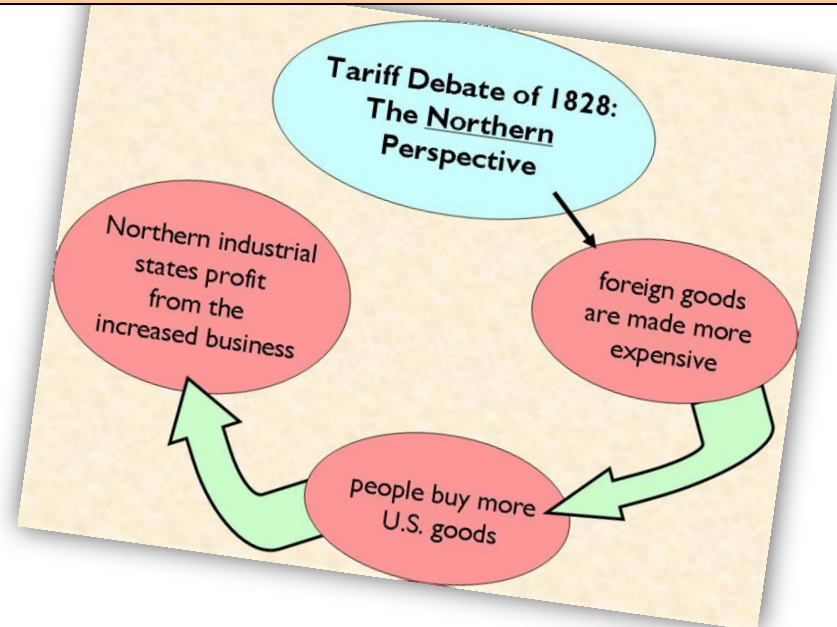 Tariff Debate of 1828:
The Northern
Perspective
foreign goods
are made more
expensive
people buy more
U.S. goods
Northern industrial
states profit
from the
increased business